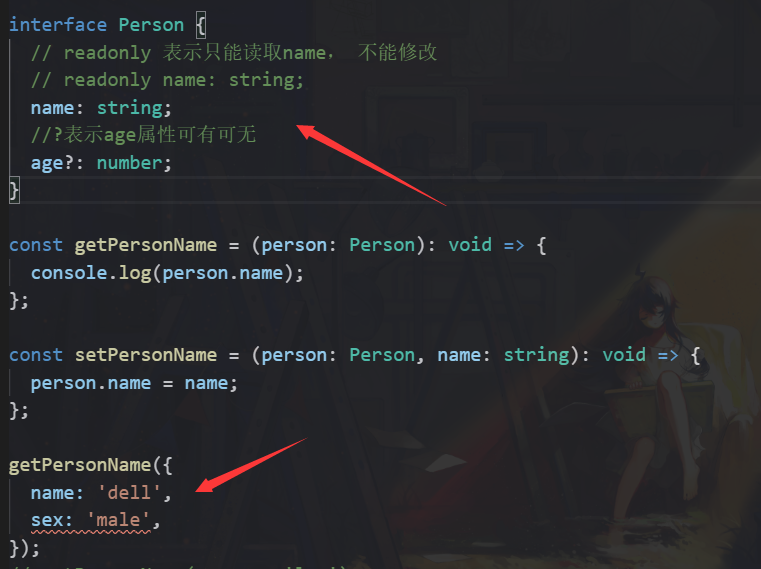 interface Person {
// readonly 表示只能读取name， 不能修改
// readonly name: string;
name: string;
//?表示age属性可有可无
age?: number;
}
const getPersonName = (person: Person): void => {
console.log(person.name);
};
const setPersonName = (person: Person, name: string): void => {
person.name = name;
};
getPersonName({
name: 'dell',
sex: 'male',
});